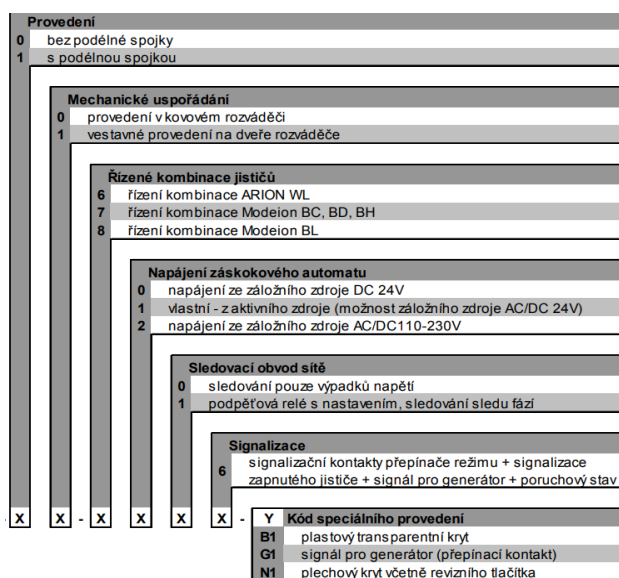 Provedení
0 bez podélné spojky
1 s podélnou spojkou
Mechanické uspořádání
0 provedení v kovovém rozváděči
1 vestavné provedení na dveře rozváděče
Řízené kombinace jističů
6 řízení kombinace ARION WL
7 řízení kombinace Modeion BC, BD, BH
8 řízení kombinace Modeion BL
Napájení záskokového automatu
0 napájení ze záložního zdroje DC 24V
1 vlastní - z aktivního zdroje (možnost záložního zdroje AC/DC 24V)
2 napájení ze záložního zdroje AC/DC110-230V
Sledovací obvod sítě
0 sledování pouze výpadků napětí
1 podpěťová relé s nastavením, sledování sledu fází
Signalizace
6 signalizační kontakty přepínače režimu + signalizace
zapnutého jističe + signál pro generátor + poruchový stav
- X X - X X X X - Y Kód speciálního provedení
B1 plastový transparentní kryt
G1 signál pro generátor (přepínací kontakt)
N1 plechový kryt včetně revizního tlačítka